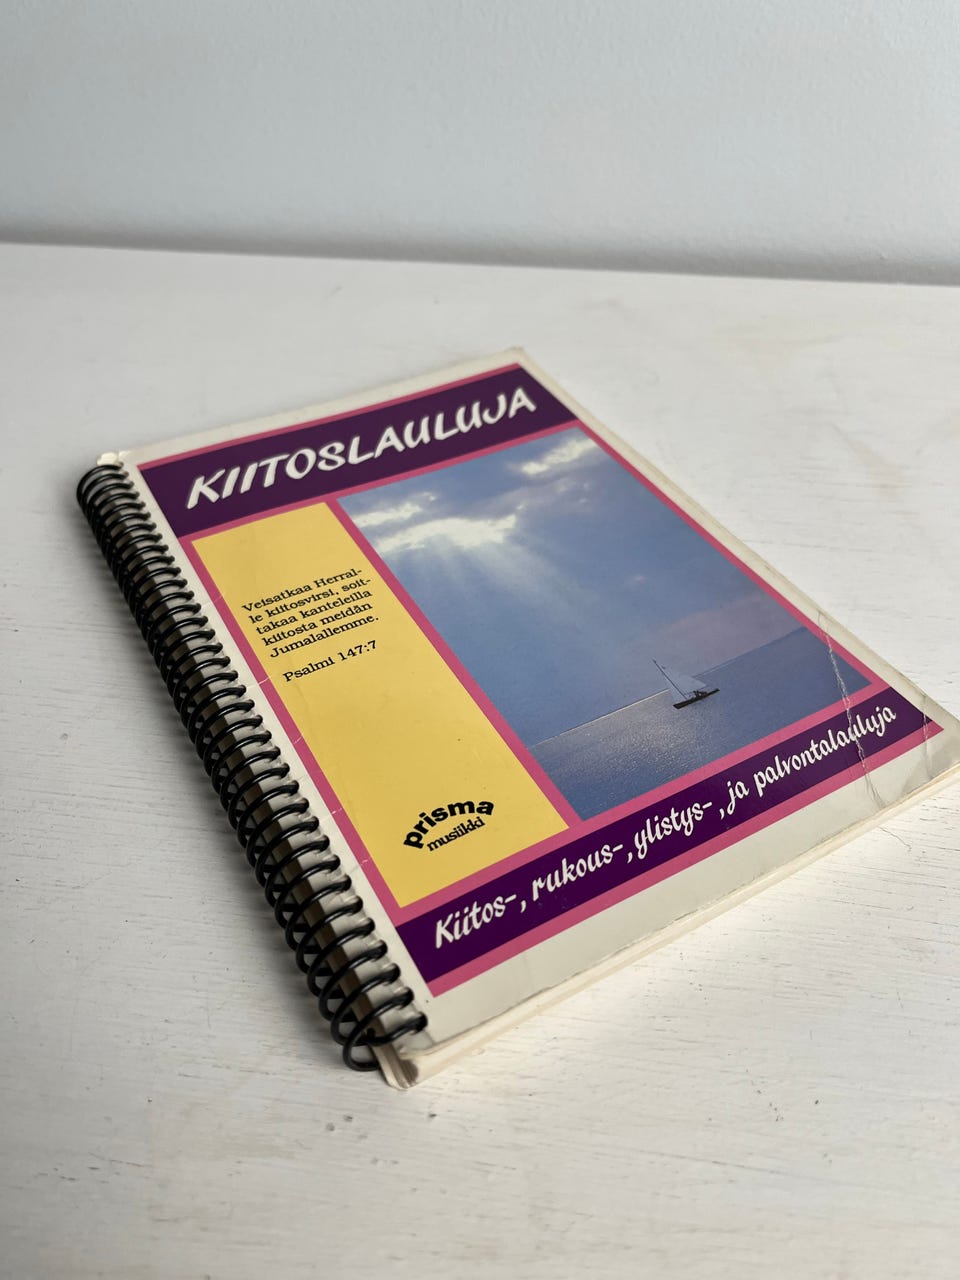 KIITOSLAULUJA
Veisatkaa Herral-
le kiitosvirsi, soit-
takaa kanteleilla
kiitosta meidän
Jumalallemme.
Psalmi 147:7
prisma
musiikki
Kiitos-, rukous-, ylistys-, ja palvontalauluja